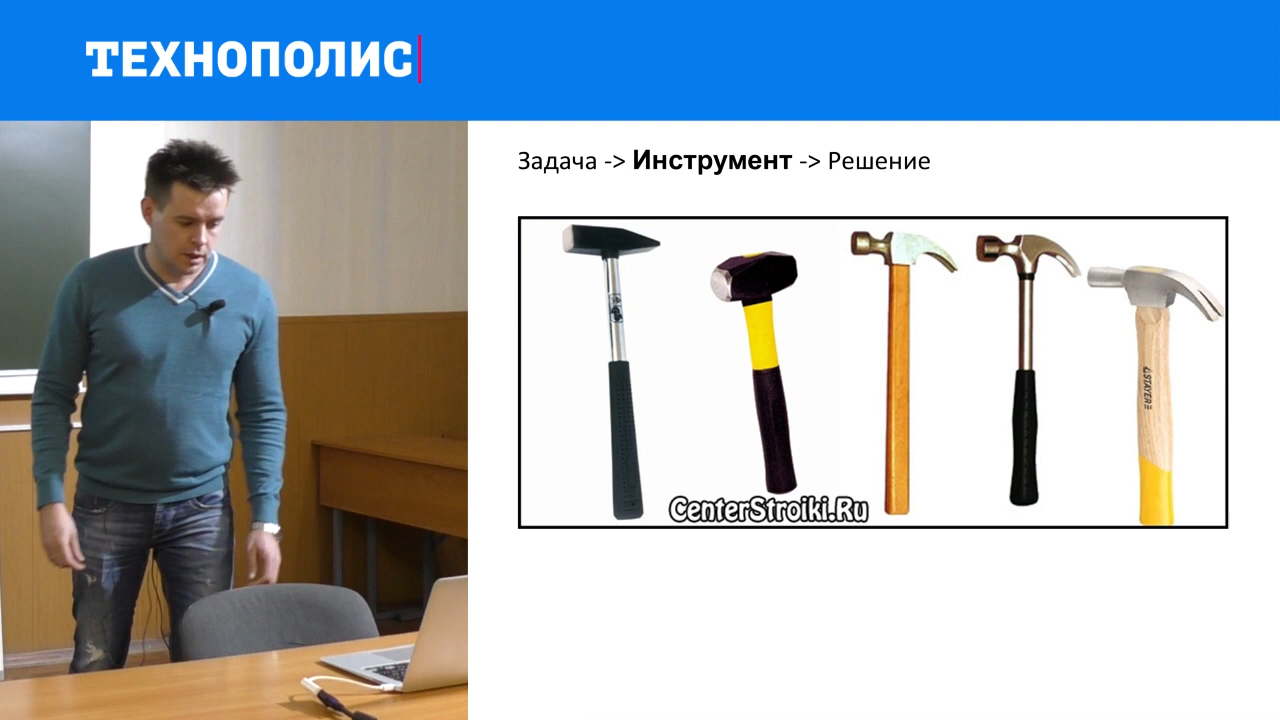 ТЕХНОПОЛИС
Задача -> Инструмент -> Решение
STAYER
CenterStroiki.Ru